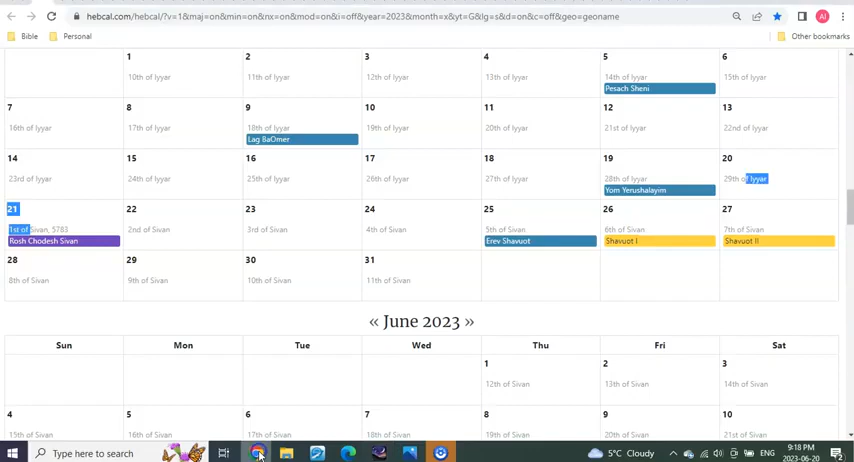 hebcal.com/hebcal/?v=1&maj=on&min=on&nx=on&mod=on&i=off&year=2023&month=x&yt=G&lg=s&d=on&c=off&geo=geoname
AI
Bible Personal Other bookmarks
1 2 3 4 5 6
10th of Iyyar 11th of Iyyar 12th of Iyyar 13th of Iyyar 14th of Iyyar 15th of Iyyar
Pesach Sheni
7 8 9 10 11 12 13
16th of Iyyar 17th of Iyyar 18th of Iyyar 19th of Iyyar 20th of Iyyar 21st of Iyyar 22nd of Iyyar
Lag BaOmer
14 15 16 17 18 19 20
23rd of Iyyar 24th of Iyyar 25th of Iyyar 26th of Iyyar 27th of Iyyar 28th of Iyyar 29th of Iyyar
Yom Yerushalayim
21 22 23 24 25 26 27
1st of Sivan, 5783 2nd of Sivan 3rd of Sivan 4th of Sivan 5th of Sivan 6th of Sivan 7th of Sivan
Rosh Chodesh Sivan Erev Shavuot Shavuot I Shavuot II
28 29 30 31
8th of Sivan 9th of Sivan 10th of Sivan 11th of Sivan
« June 2023 »
Sun Mon Tue Wed Thu Fri Sat
1 2 3
12th of Sivan 13th of Sivan 14th of Sivan
4 5 6 7 8 9 10
15th of Sivan 16th of Sivan 17th of Sivan 18th of Sivan 19th of Sivan 20th of Sivan 21st of Sivan
Type here to search 5°C Cloudy ENG 9:18 PM
2023-06-20 2